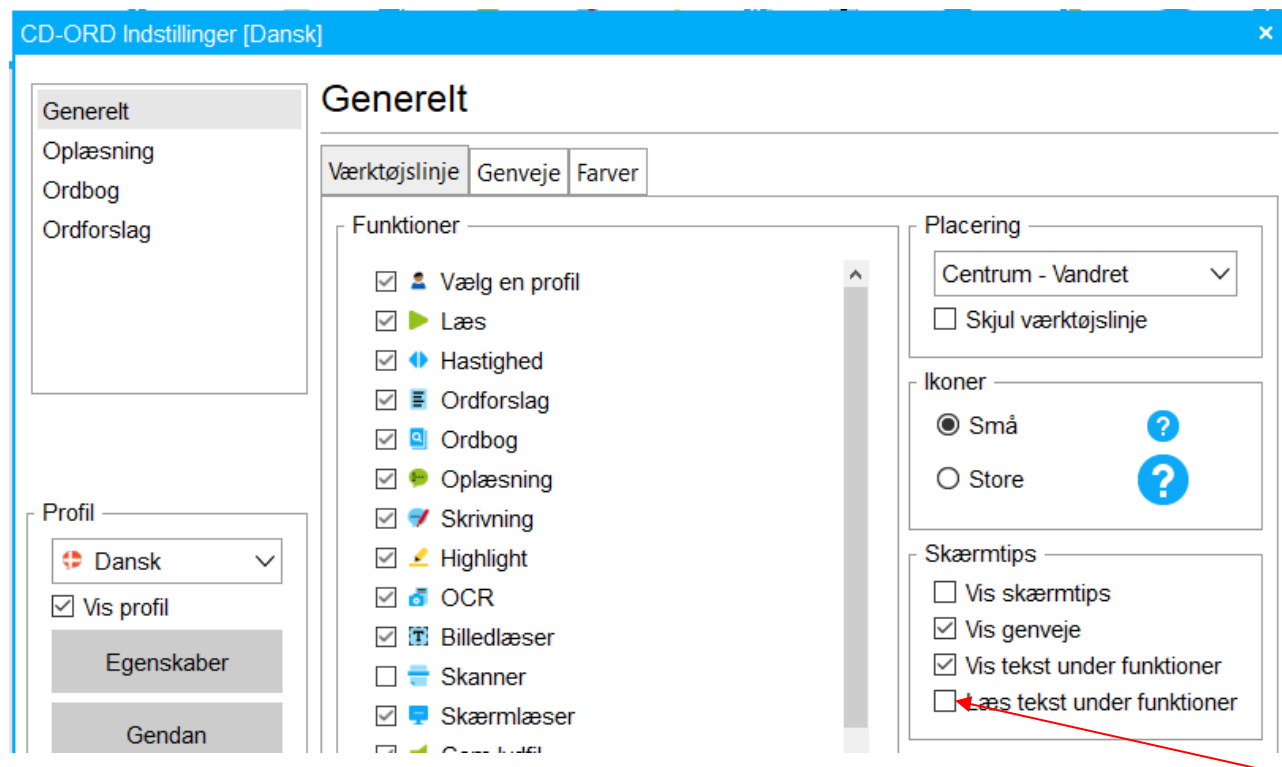 CD-ORD Indstillinger [Dansk]
Generelt
Oplæsning
Ordbog
Ordforslag
Profil
Dansk
Vis profil
Egenskaber
Gendan
Generelt
Værktøjslinje Genveje Farver
Funktioner
Vælg en profil
Læs
Hastighed
Ordforslag
Ordbog
Oplæsning
Skrivning
Highlight
OCR
Billedlæser
Skanner
Skærmlæser
Placering
Centrum - Vandret
Skjul værktøjslinje
Ikoner
Små
Store
Skærmtips
Vis skærmtips
Vis genveje
Vis tekst under funktioner
Læs tekst under funktioner